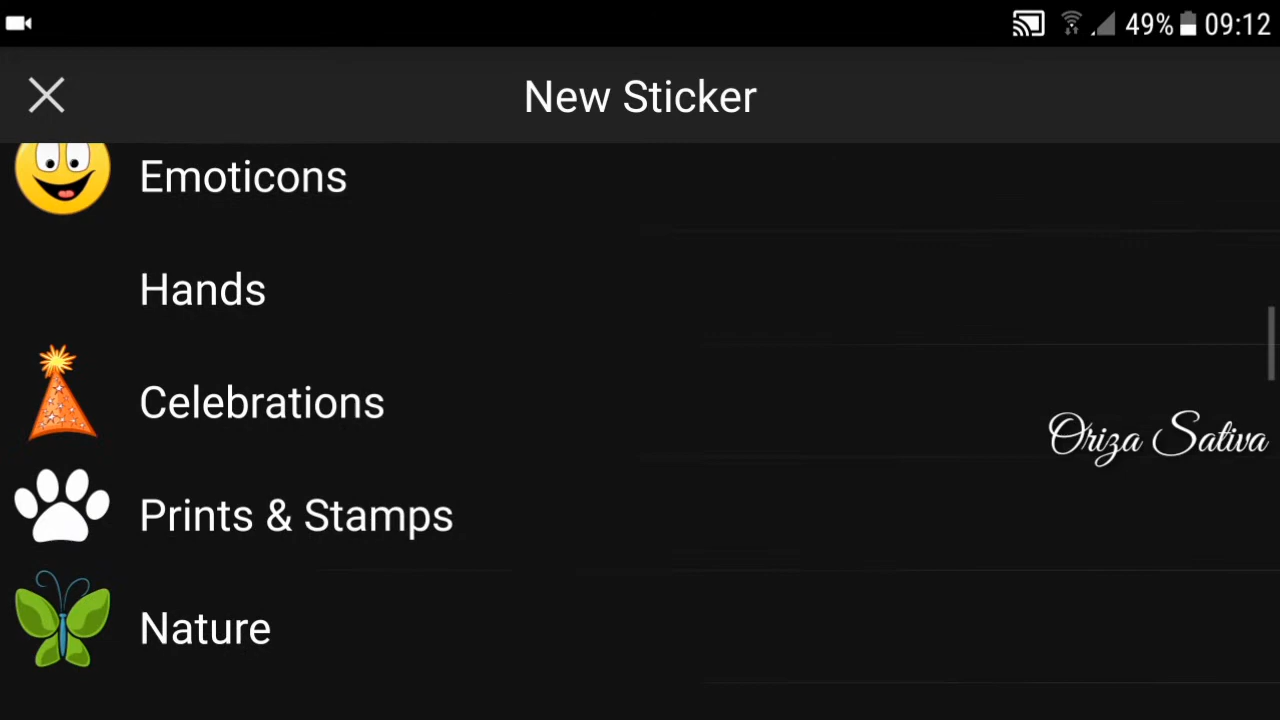 49% 09:12
New Sticker
Emoticons
Hands
Celebrations
Oriza Sativa
Prints & Stamps
Nature